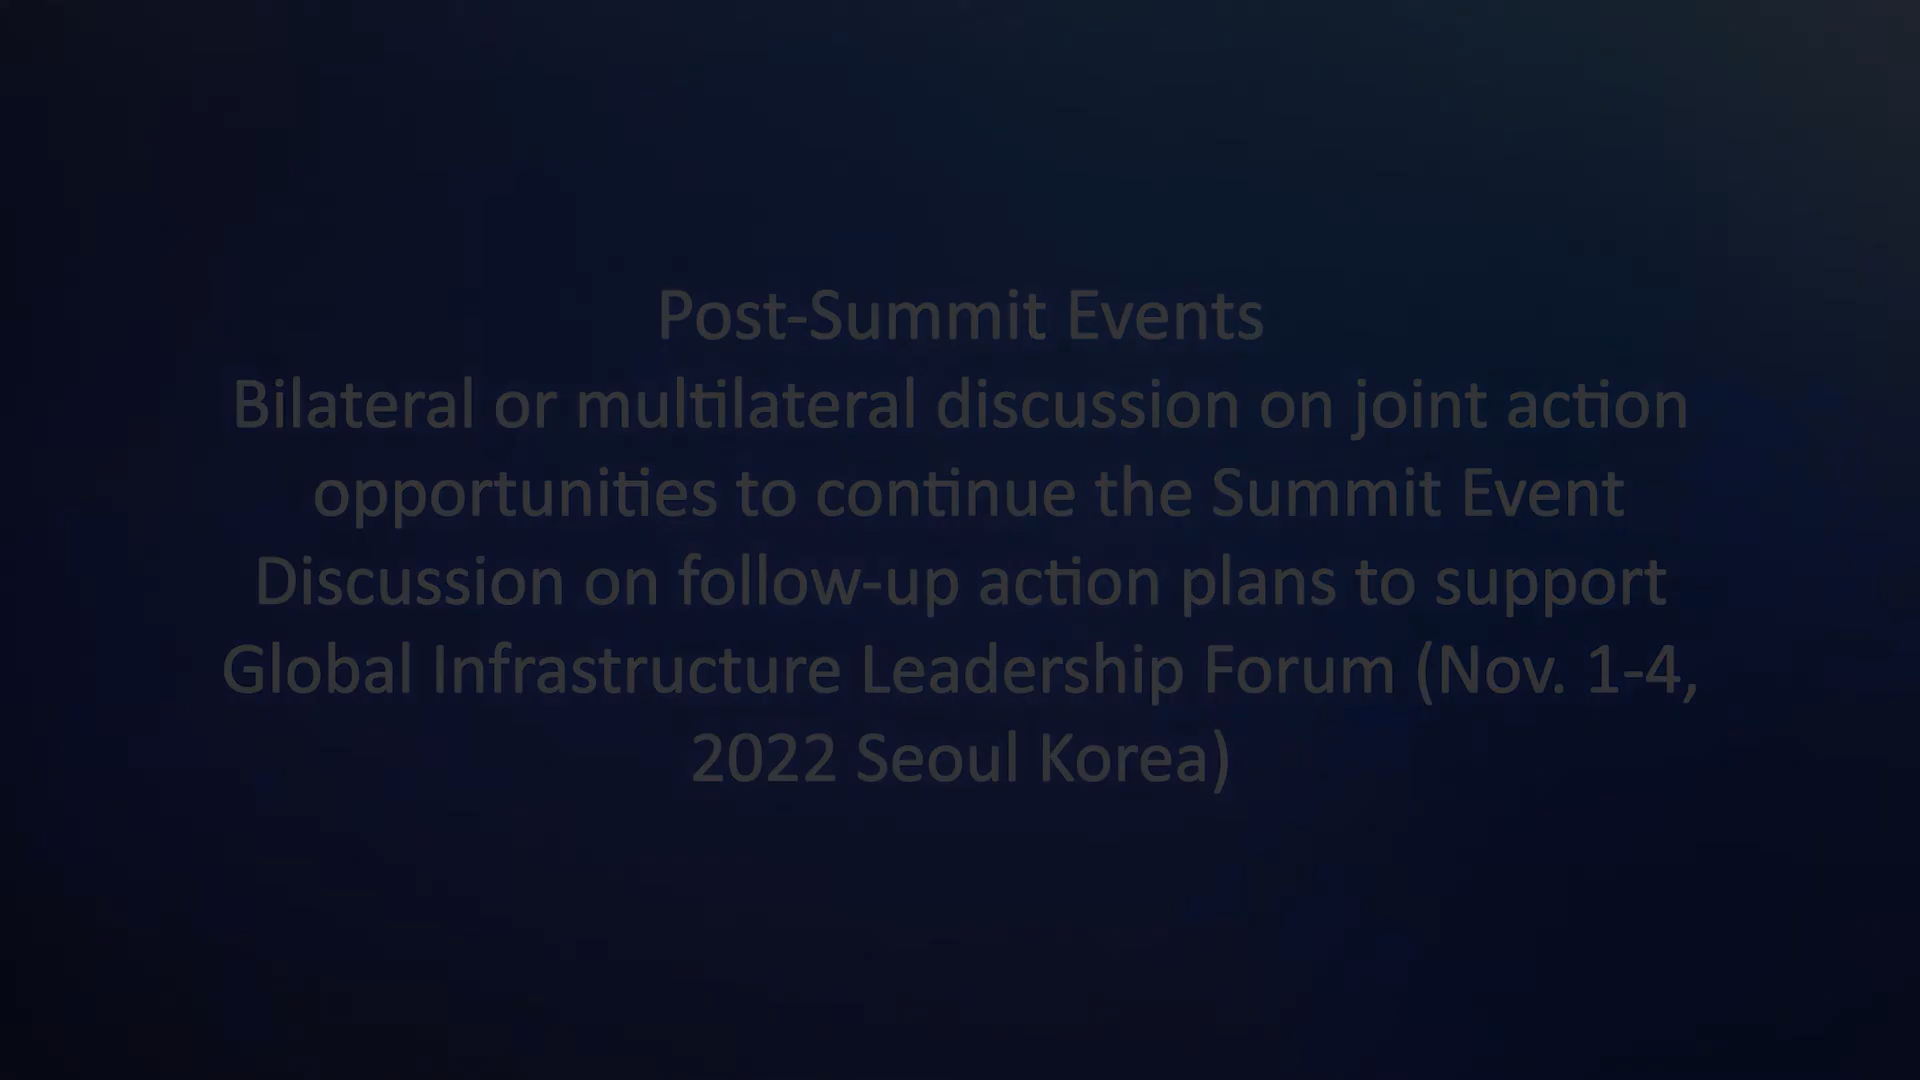 Post-Summit Events
Bilateral or multilateral discussion on joint action
opportunities to continue the Summit Event
Discussion on follow-up action plans to support
Global Infrastructure Leadership Forum (Nov. 1-4,
2022 Seoul Korea)